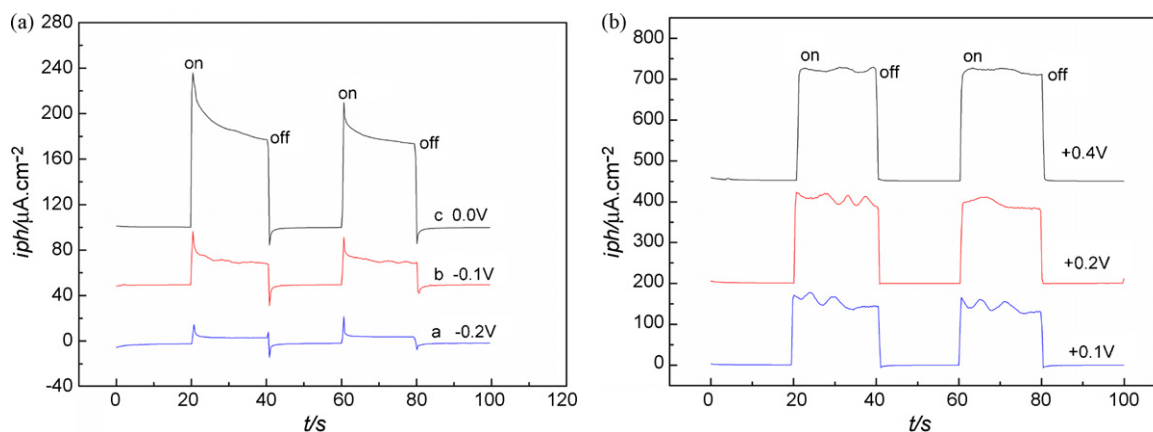 (a)
280
240
200
160
120
80
40
0
-40
iph/μA.cm⁻²
on
off
on
off
c 0.0V
b -0.1V
a -0.2V
0 20 40 60 80 100 120
t/s
(b)
800
700
600
500
400
300
200
100
0
iph/μA.cm⁻²
on
off
on
off
+0.4V
+0.2V
+0.1V
0 20 40 60 80 100
t/s